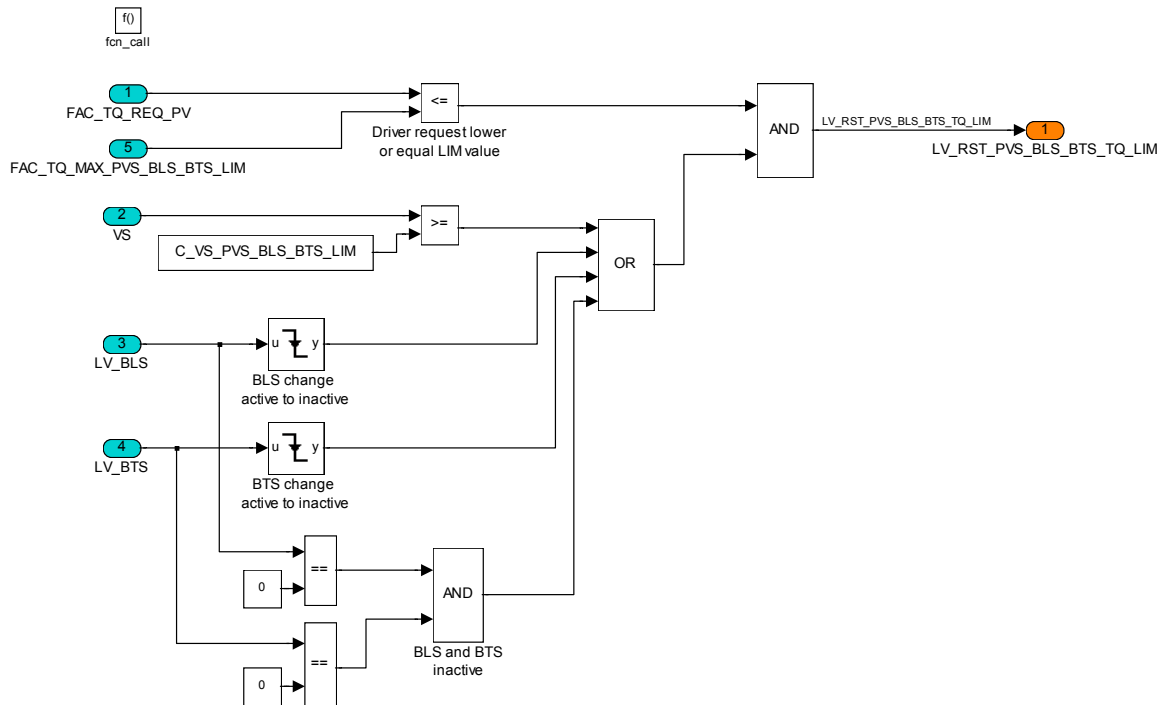 f()
fcn_call
1
FAC_TQ_REQ_PV
<=
Driver request lower
or equal LIM value
AND
LV_RST_PVS_BLS_BTS_TQ_LIM
1
LV_RST_PVS_BLS_BTS_TQ_LIM
5
FAC_TQ_MAX_PVS_BLS_BTS_LIM
2
VS
>=
C_VS_PVS_BLS_BTS_LIM
OR
3
LV_BLS
u y
BLS change
active to inactive
4
LV_BTS
u y
BTS change
active to inactive
==
0
AND
BLS and BTS
inactive
==
0